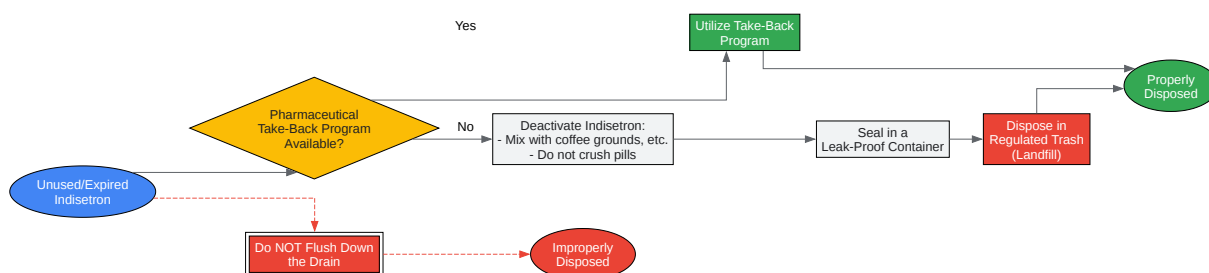 Yes
Utilize Take-Back
Program
Properly
Disposed
Pharmaceutical
Take-Back Program
Available?
No
Deactivate Indisetron:
- Mix with coffee grounds, etc.
- Do not crush pills
Seal in a
Leak-Proof Container
Dispose in
Regulated Trash
(Landfill)
Unused/Expired
Indisetron
Do NOT Flush Down
the Drain
Improperly
Disposed